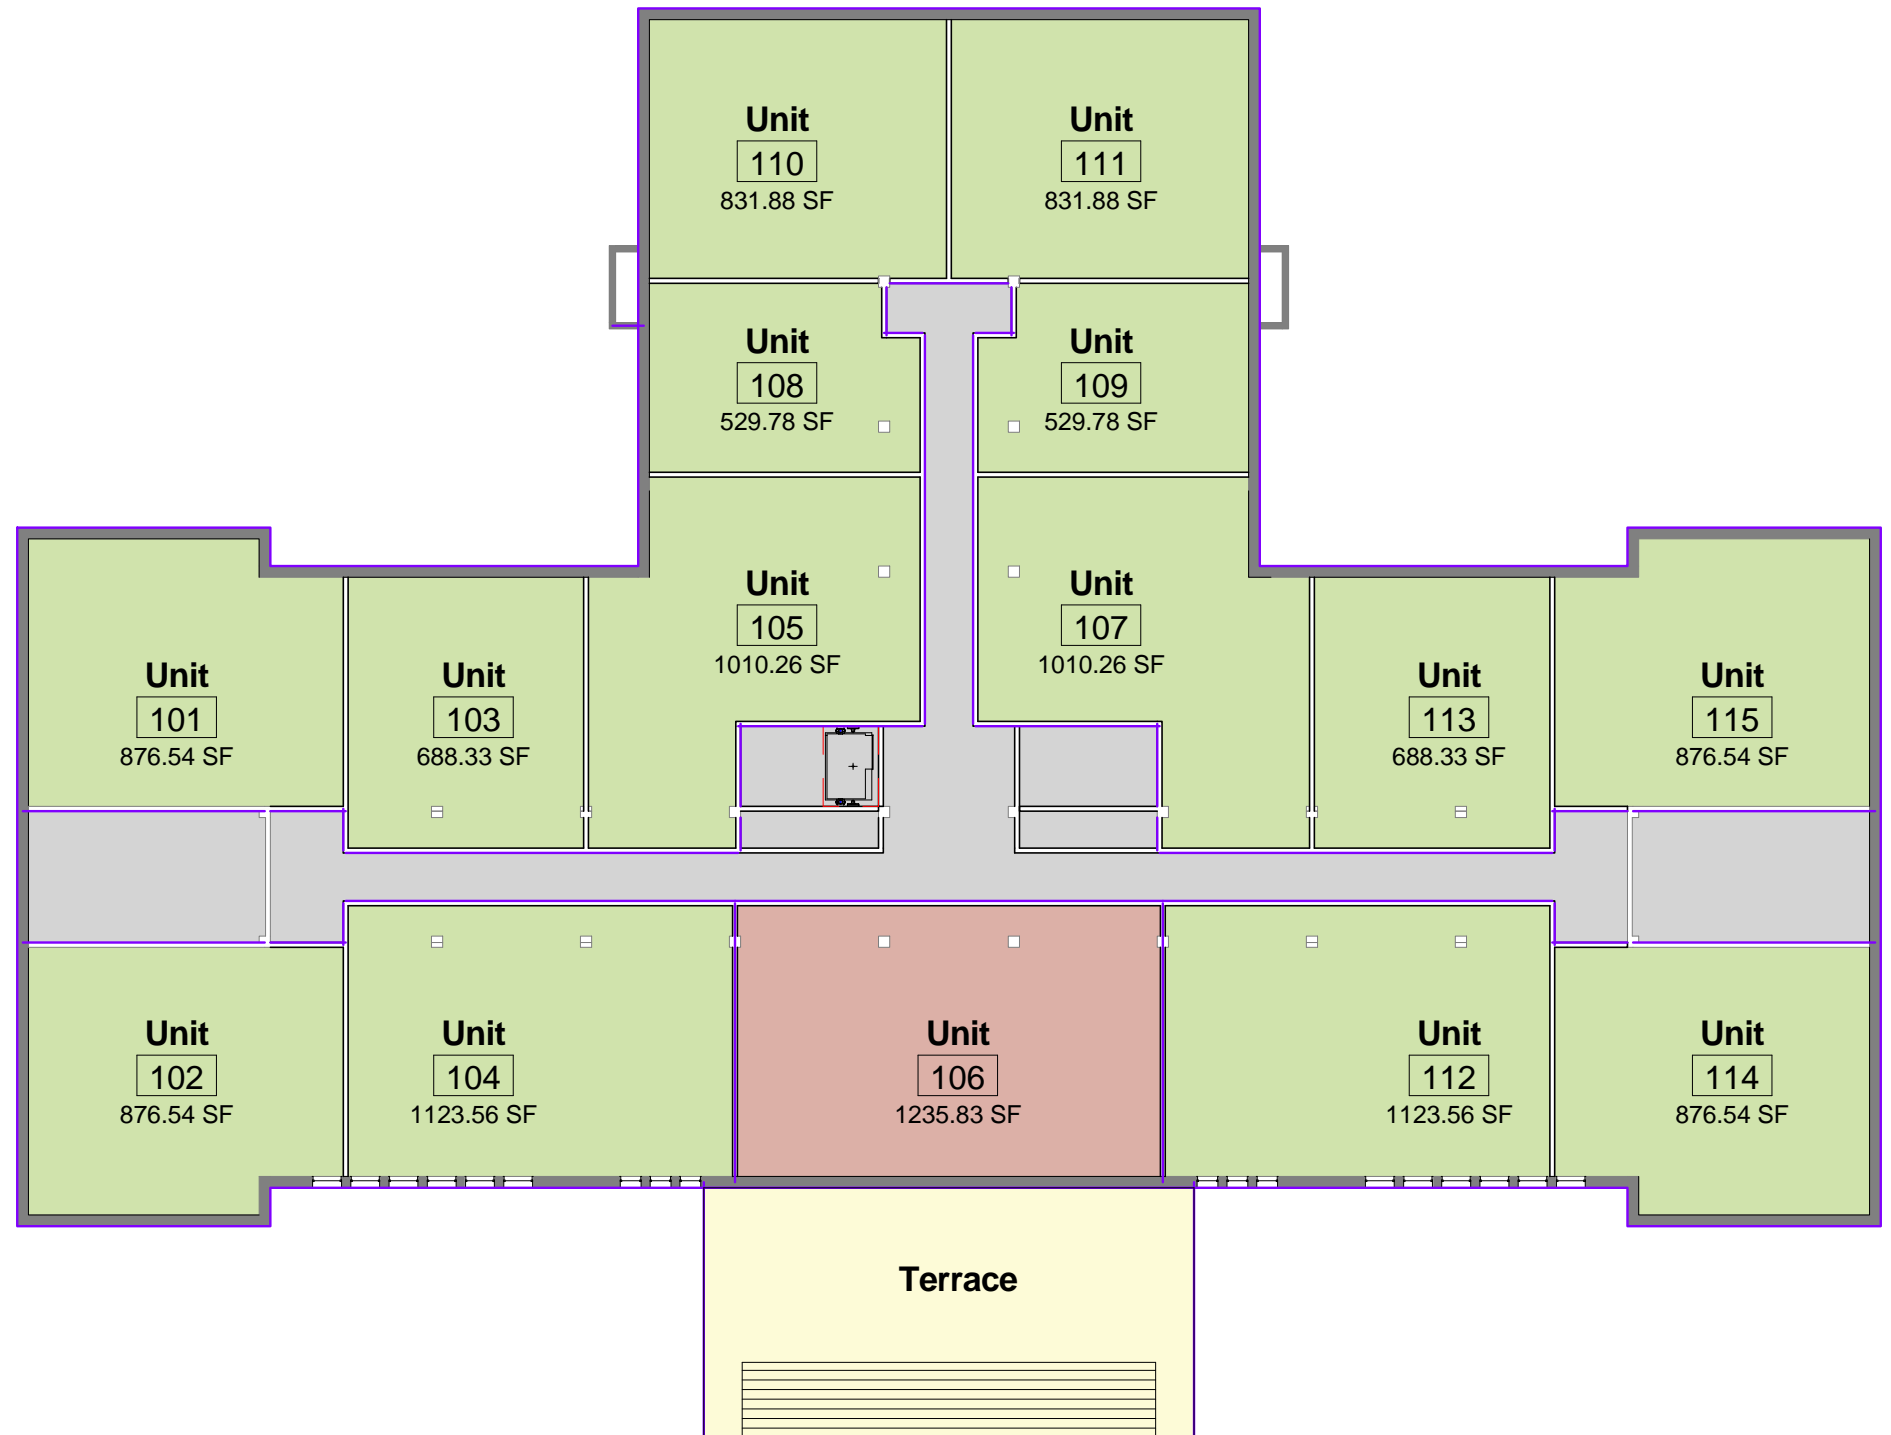 Unit
110
831.88 SF
Unit
111
831.88 SF
Unit
108
529.78 SF
Unit
109
529.78 SF
Unit
105
1010.26 SF
Unit
107
1010.26 SF
Unit
101
876.54 SF
Unit
103
688.33 SF
Unit
113
688.33 SF
Unit
115
876.54 SF
Unit
102
876.54 SF
Unit
104
1123.56 SF
Unit
106
1235.83 SF
Unit
112
1123.56 SF
Unit
114
876.54 SF
Terrace